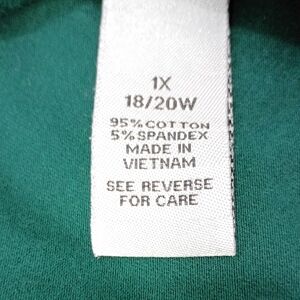 1X
18/20W
95% COTTON
5% SPANDEX
MADE IN
VIETNAM
SEE REVERSE
FOR CARE